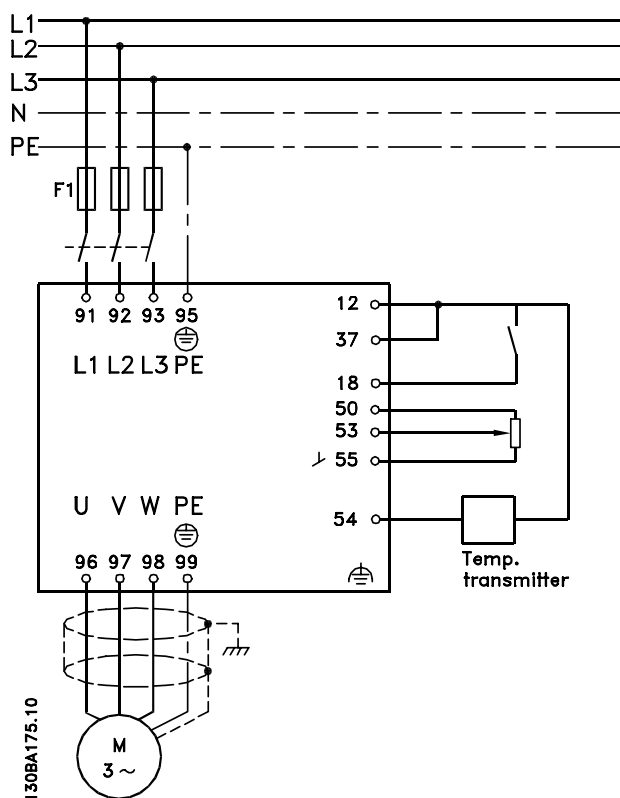 L1
L2
L3
N
PE
F1
91 92 93 95
L1 L2 L3 PE
12
37
18
50
53
55
54
U V W PE
96 97 98 99
Temp.
transmitter
M
3 ~
130BA175.10